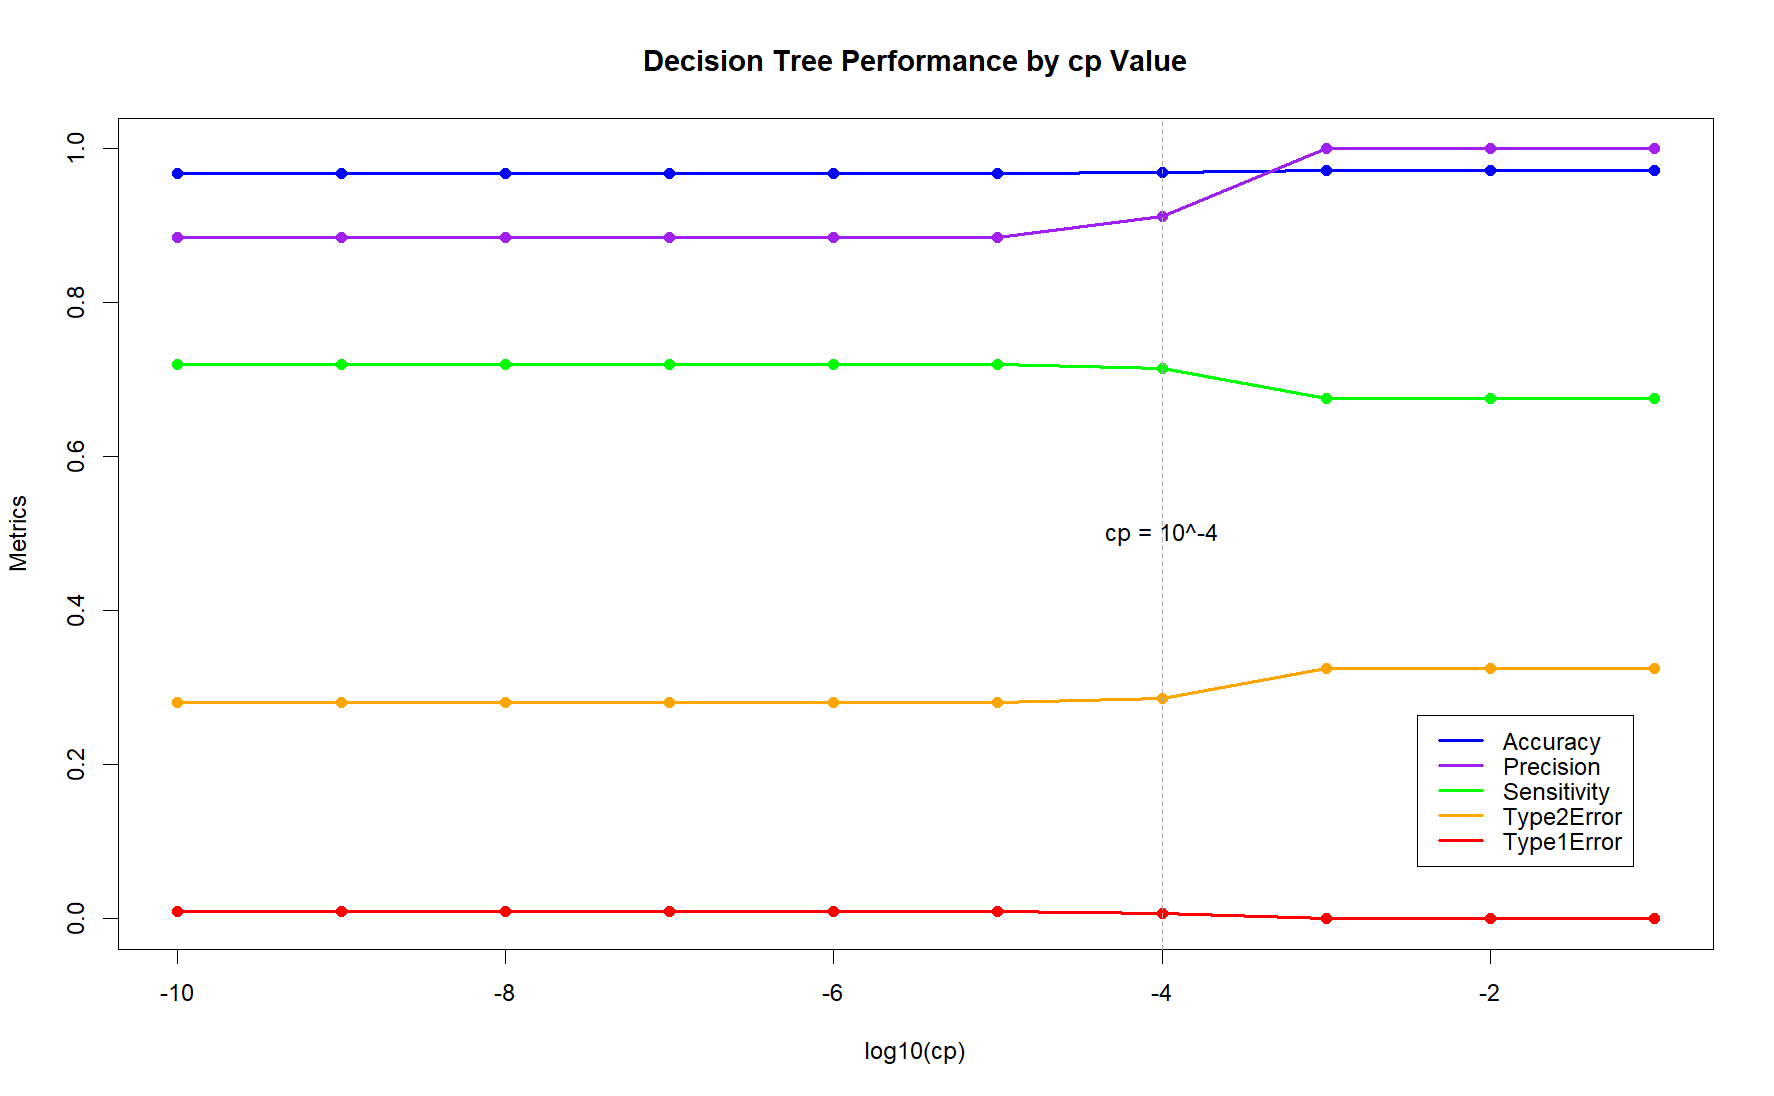 Decision Tree Performance by cp Value
1.0
0.8
0.6
0.4
0.2
0.0
Metrics
cp = 10^-4
Accuracy
Precision
Sensitivity
Type2Error
Type1Error
-10
-8
-6
-4
-2
log10(cp)